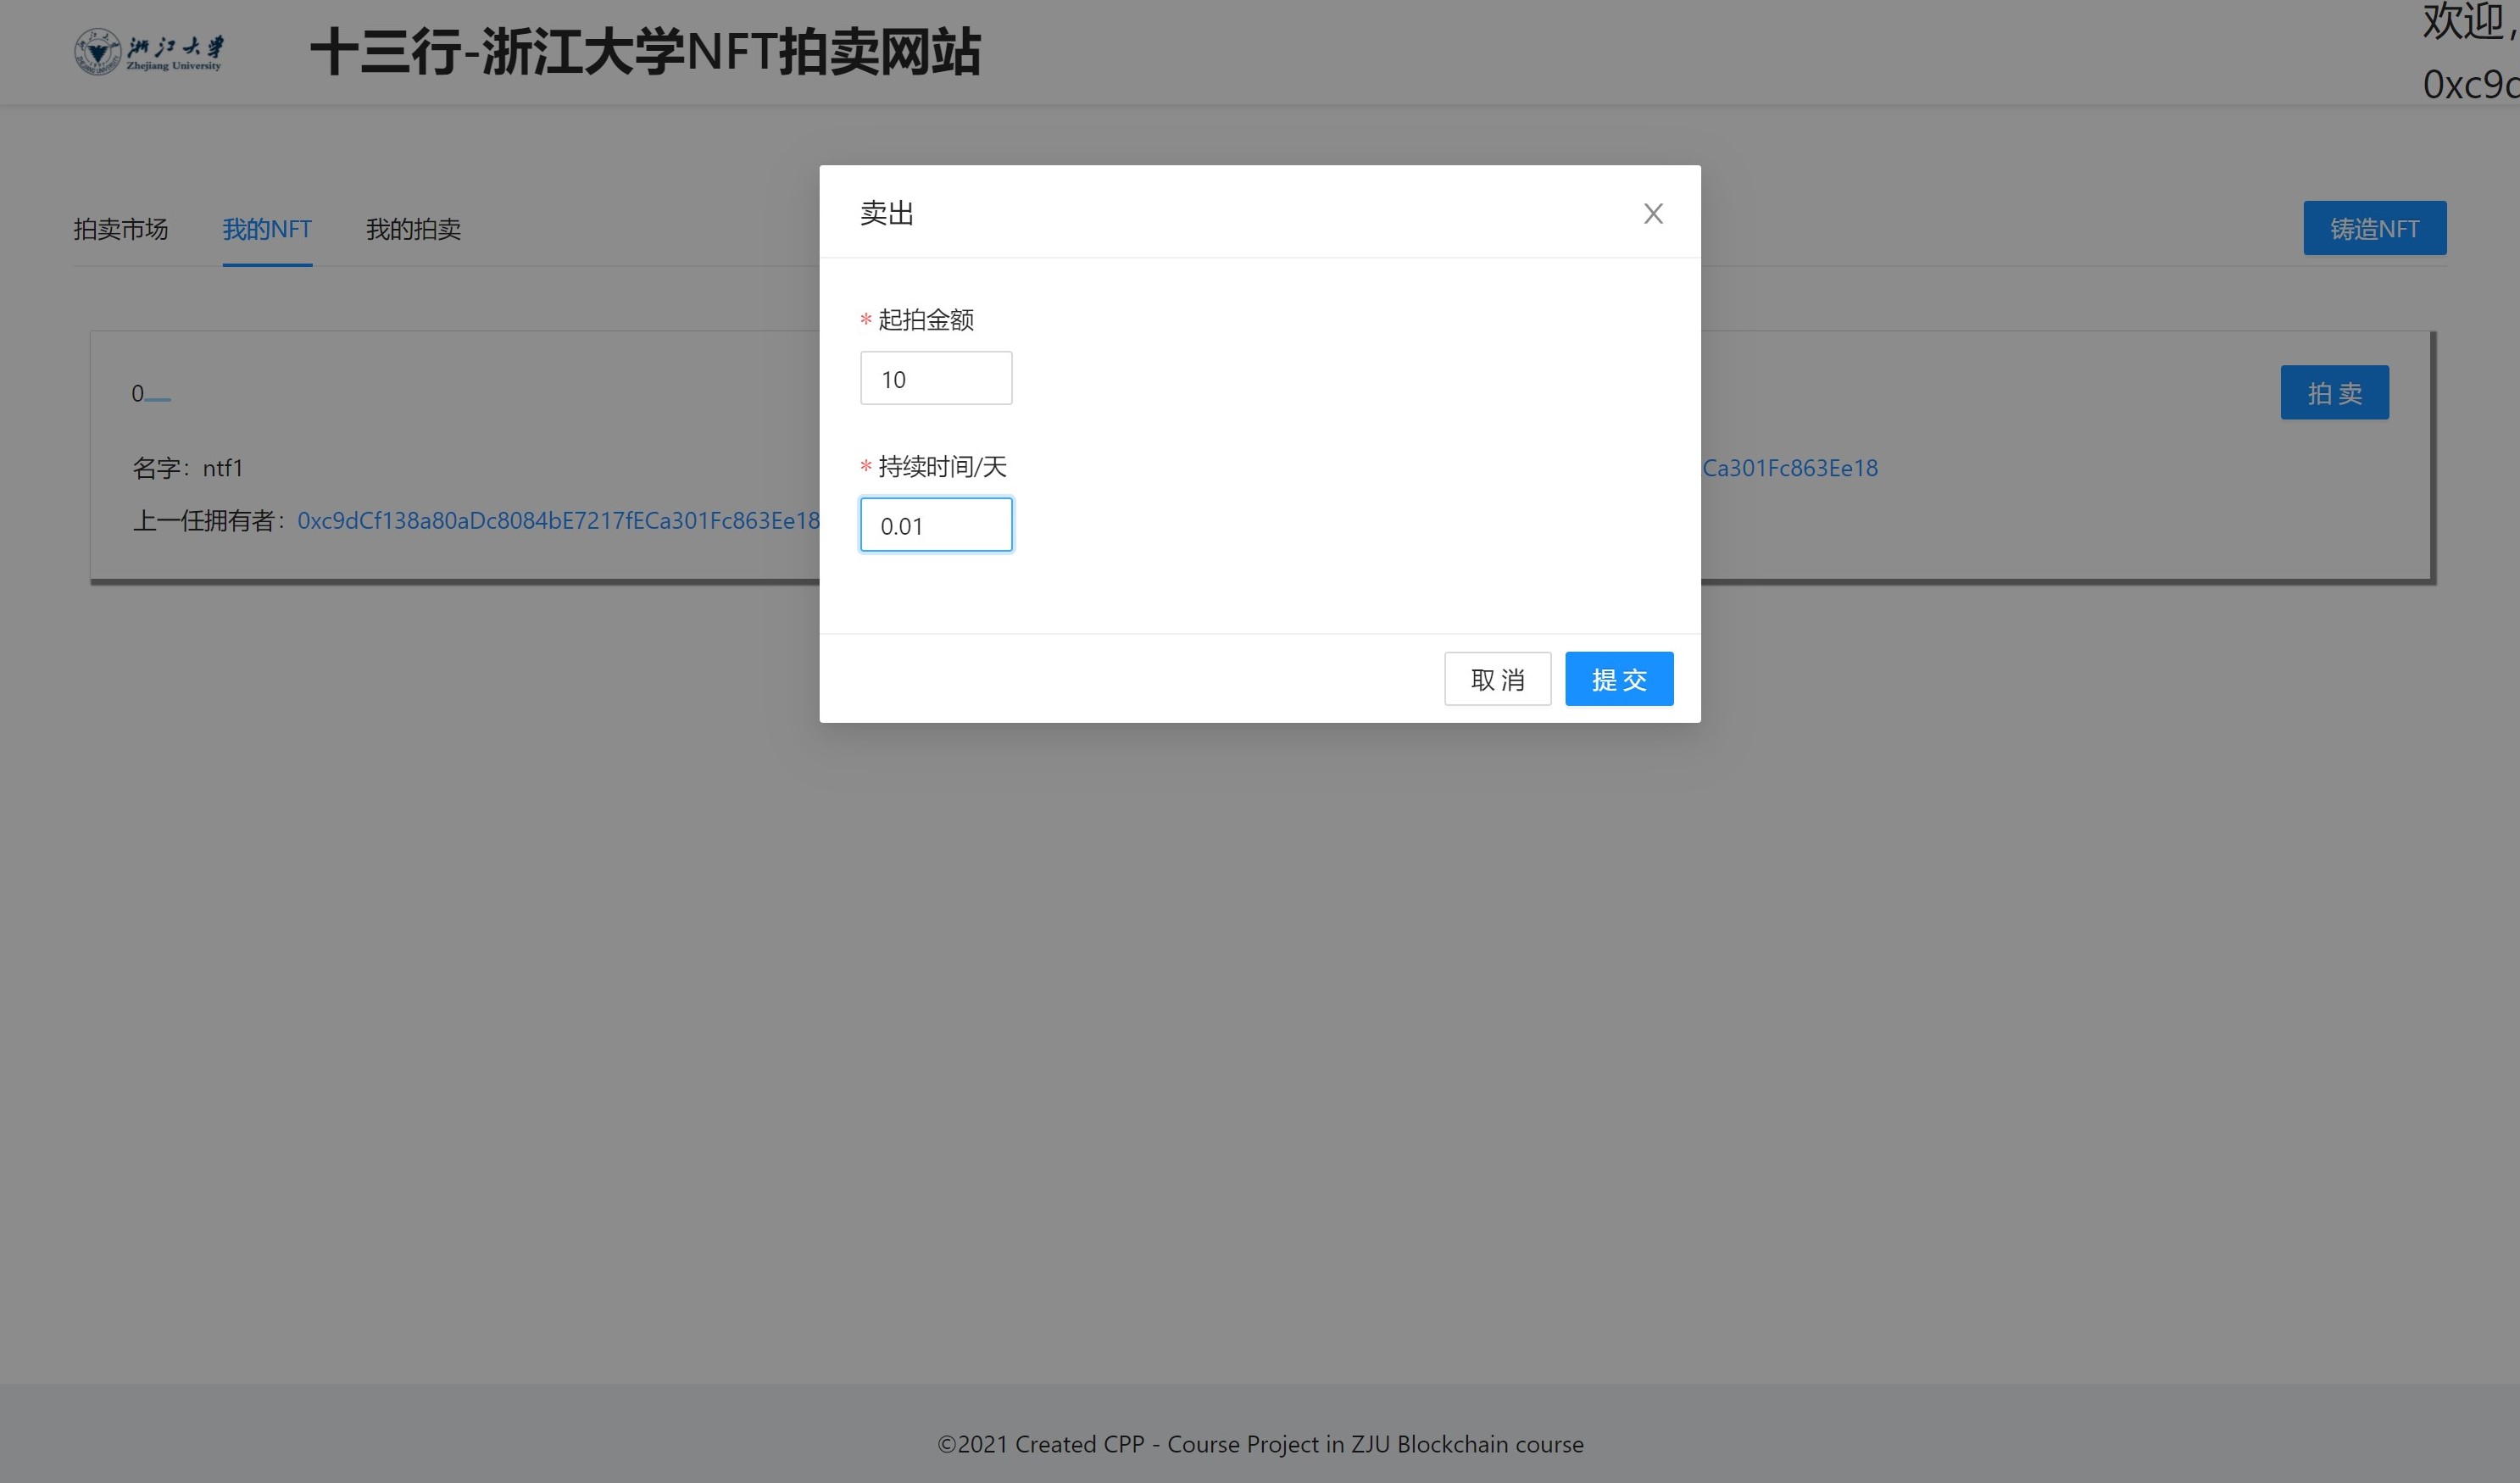 浙江大学
Zhejiang University
十三行-浙江大学NFT拍卖网站
欢迎，
0xc9d
拍卖市场
我的NFT
我的拍卖
铸造NFT
卖出
* 起拍金额
10
* 持续时间/天
0.01
取消
提交
0
拍卖
名字：ntf1
Ca301Fc863Ee18
上一任拥有者：0xc9dCf138a80aDc8084bE7217fECa301Fc863Ee18
©2021 Created CPP - Course Project in ZJU Blockchain course